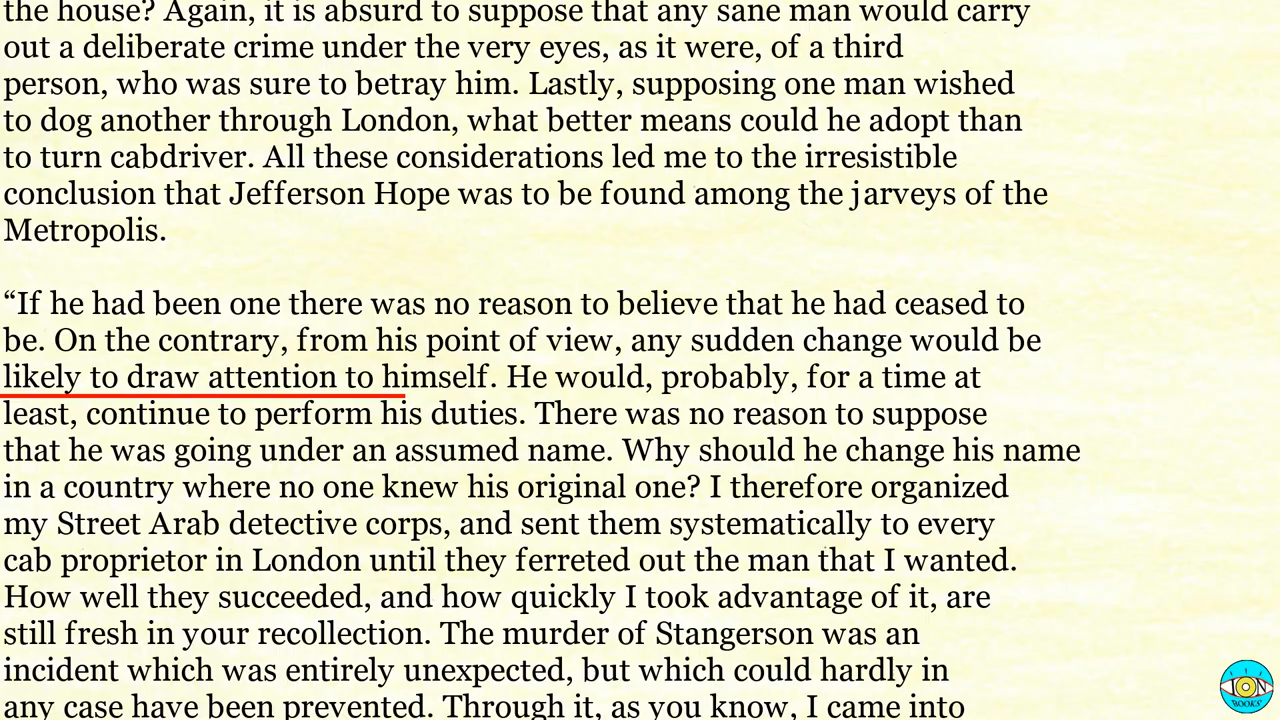 the house? Again, it is absurd to suppose that any sane man would carry
out a deliberate crime under the very eyes, as it were, of a third
person, who was sure to betray him. Lastly, supposing one man wished
to dog another through London, what better means could he adopt than
to turn cabdriver. All these considerations led me to the irresistible
conclusion that Jefferson Hope was to be found among the jarveys of the
Metropolis.
“If he had been one there was no reason to believe that he had ceased to
be. On the contrary, from his point of view, any sudden change would be
likely to draw attention to himself. He would, probably, for a time at
least, continue to perform his duties. There was no reason to suppose
that he was going under an assumed name. Why should he change his name
in a country where no one knew his original one? I therefore organized
my Street Arab detective corps, and sent them systematically to every
cab proprietor in London until they ferreted out the man that I wanted.
How well they succeeded, and how quickly I took advantage of it, are
still fresh in your recollection. The murder of Stangerson was an
incident which was entirely unexpected, but which could hardly in
any case have been prevented. Through it, as you know, I came into
ION
BOOKS